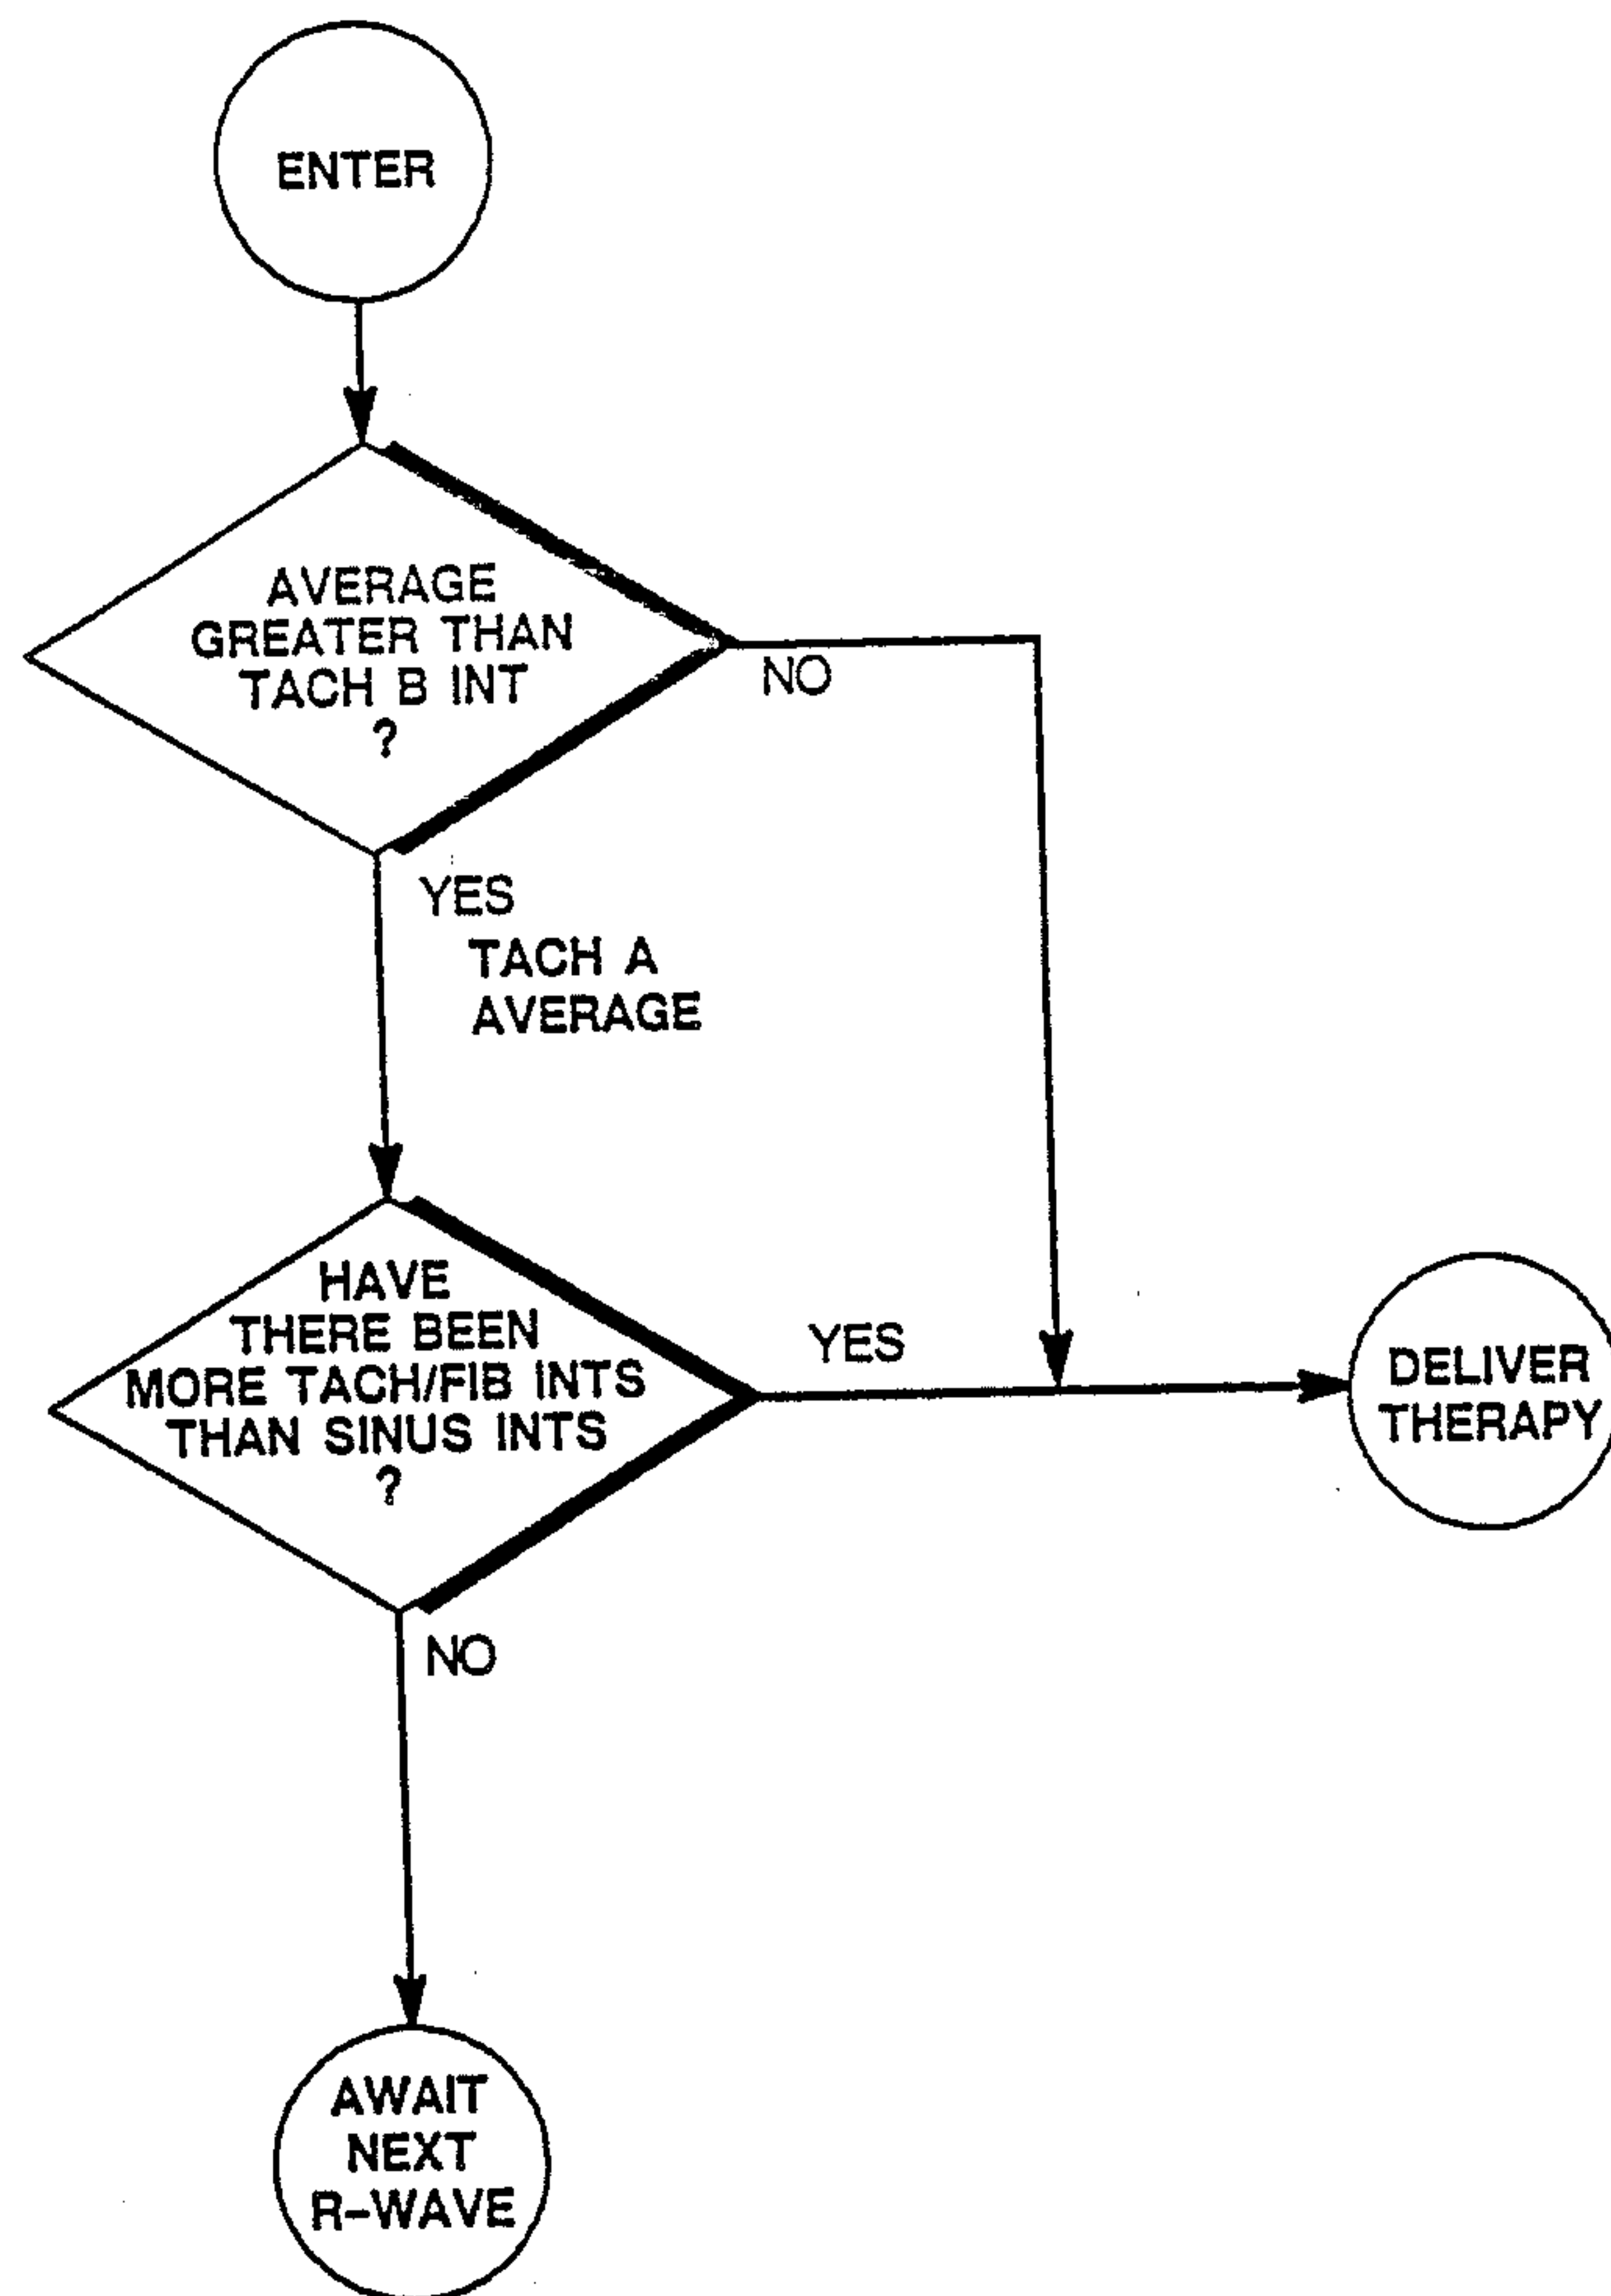 ENTER
AVERAGE
GREATER THAN
TACH B INT
?
NO
YES
TACH A
AVERAGE
HAVE
THERE BEEN
MORE TACH/FIB INTS
THAN SINUS INTS
?
YES
DELIVER
THERAPY
NO
AWAIT
NEXT
R-WAVE